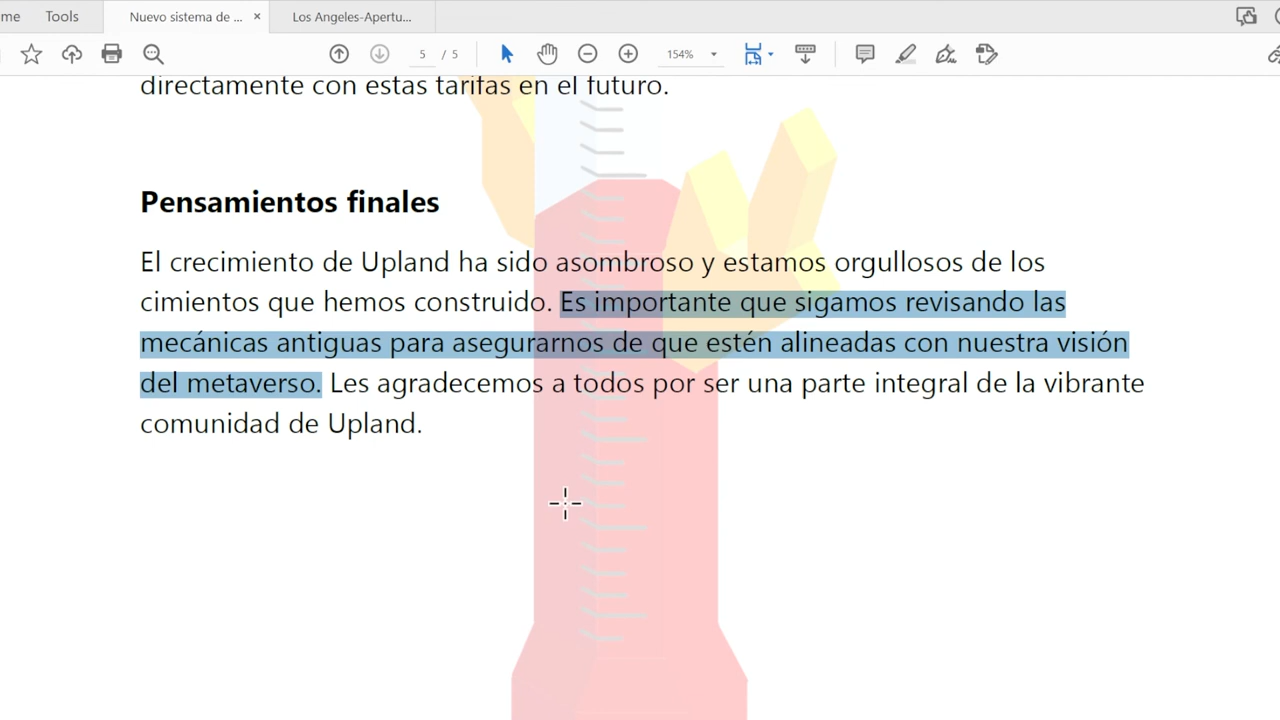 me
Tools
Nuevo sistema de ...
Los Angeles-Apertu...
5 / 5
154%
directamente con estas tarifas en el futuro.
Pensamientos finales
El crecimiento de Upland ha sido asombroso y estamos orgullosos de los
cimientos que hemos construido. Es importante que sigamos revisando las
mecánicas antiguas para asegurarnos de que estén alineadas con nuestra visión
del metaverso. Les agradecemos a todos por ser una parte integral de la vibrante
comunidad de Upland.